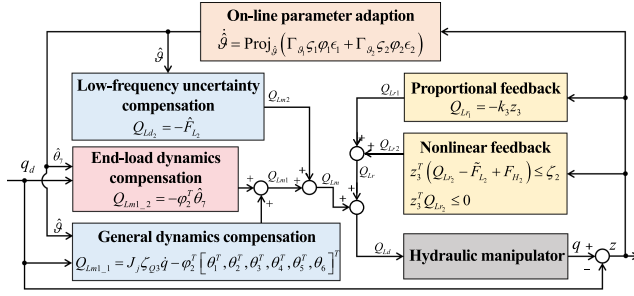 On-line parameter adaption
$\dot{\hat{\vartheta}} = \mathrm{Proj}_{\hat{\vartheta}}\left(\Gamma_{\vartheta_1}\varsigma_1\varphi_1\epsilon_1 + \Gamma_{\vartheta_2}\varsigma_2\varphi_2\epsilon_2\right)$
$\hat{\vartheta}$
Low-frequency uncertainty
compensation
$Q_{Ld_2} = -\hat{F}_{L_2}$
$Q_{Lm2}$
$Q_{Lr1}$
Proportional feedback
$Q_{Lr_1} = -k_3 z_3$
$\hat{\theta}_7$
$q_d$
End-load dynamics
compensation
$Q_{Lm1\_2} = -\varphi_2^T \hat{\theta}_7$
+ + $Q_{Lm1}$ + + $Q_{Lm}$ + +
+ + $Q_{Lr2}$
$Q_{Lr}$
Nonlinear feedback
$z_3^T\left(Q_{Lr_2} - \tilde{F}_{L_2} + F_{H_2}\right) \leq \zeta_2$
$z_3^T Q_{Lr_2} \leq 0$
$\hat{\vartheta}$
General dynamics compensation
$Q_{Lm1\_1} = J_j \zeta_{Q3} \dot{q} - \varphi_2^T \left[\theta_1^T, \theta_2^T, \theta_3^T, \theta_4^T, \theta_5^T, \theta_6\right]^T$
$Q_{Ld}$
Hydraulic manipulator
$q$ + − $z$